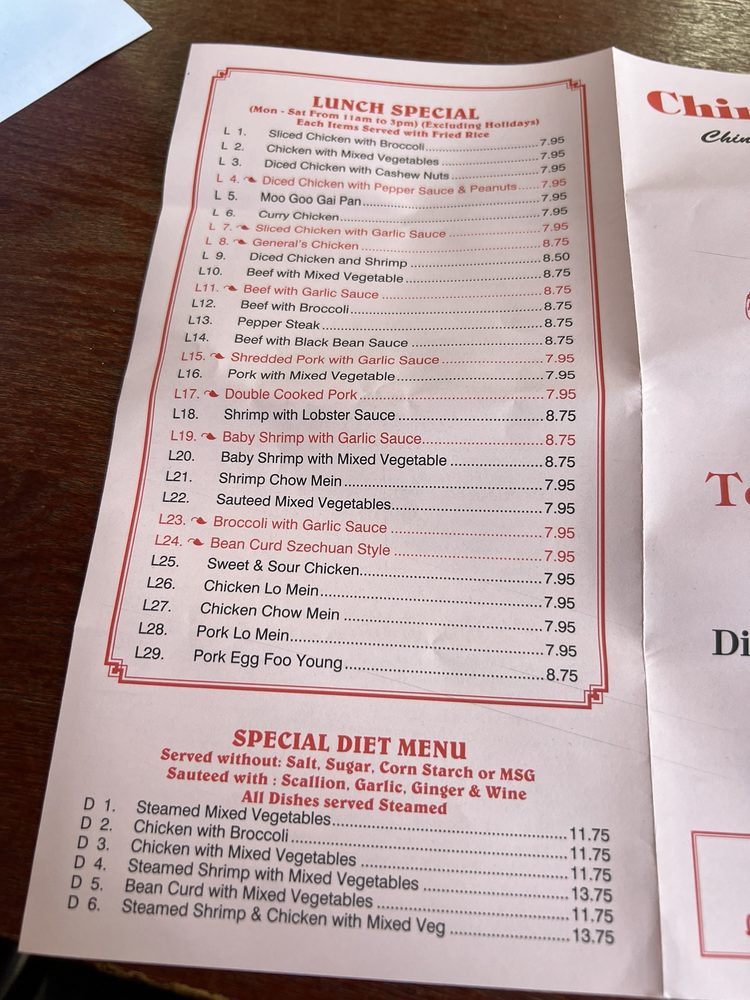 LUNCH SPECIAL
(Mon - Sat From 11am to 3pm) (Excluding Holidays)
Each Items Served with Fried Rice
L 1. Sliced Chicken with Broccoli 7.95
L 2. Chicken with Mixed Vegetables 7.95
L 3. Diced Chicken with Cashew Nuts 7.95
L 4. Diced Chicken with Pepper Sauce & Peanuts 7.95
L 5. Moo Goo Gai Pan 7.95
L 6. Curry Chicken 7.95
L 7. Sliced Chicken with Garlic Sauce 7.95
L 8. General's Chicken 8.75
L 9. Diced Chicken and Shrimp 8.50
L10. Beef with Mixed Vegetable 8.75
L11. Beef with Garlic Sauce 8.75
L12. Beef with Broccoli 8.75
L13. Pepper Steak 8.75
L14. Beef with Black Bean Sauce 8.75
L15. Shredded Pork with Garlic Sauce 7.95
L16. Pork with Mixed Vegetable 7.95
L17. Double Cooked Pork 7.95
L18. Shrimp with Lobster Sauce 8.75
L19. Baby Shrimp with Garlic Sauce 8.75
L20. Baby Shrimp with Mixed Vegetable 8.75
L21. Shrimp Chow Mein 7.95
L22. Sauteed Mixed Vegetables 7.95
L23. Broccoli with Garlic Sauce 7.95
L24. Bean Curd Szechuan Style 7.95
L25. Sweet & Sour Chicken 7.95
L26. Chicken Lo Mein 7.95
L27. Chicken Chow Mein 7.95
L28. Pork Lo Mein 7.95
L29. Pork Egg Foo Young 8.75
SPECIAL DIET MENU
Served without: Salt, Sugar, Corn Starch or MSG
Sauteed with : Scallion, Garlic, Ginger & Wine
All Dishes served Steamed
D 1. Steamed Mixed Vegetables 11.75
D 2. Chicken with Broccoli 11.75
D 3. Chicken with Mixed Vegetables 11.75
D 4. Steamed Shrimp with Mixed Vegetables 13.75
D 5. Bean Curd with Mixed Vegetables 11.75
D 6. Steamed Shrimp & Chicken with Mixed Veg 13.75
Chin
Chin
Di